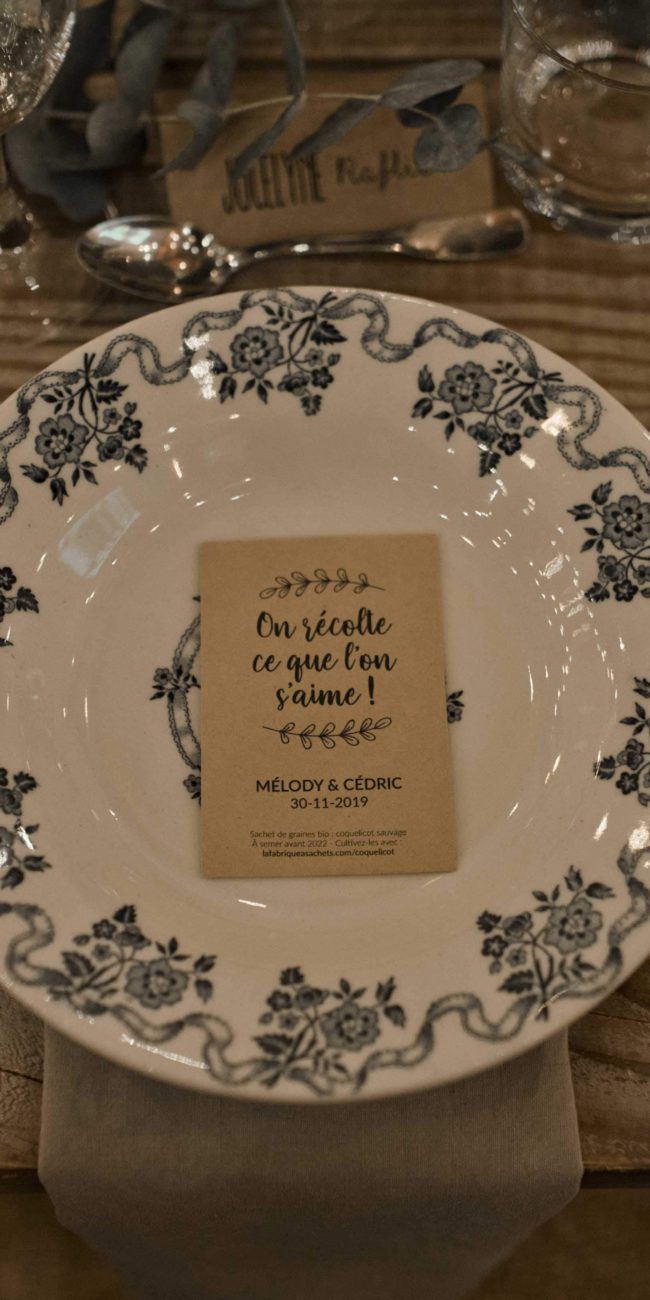 JOCELYNE
On récolte
ce que l'on
s'aime !
MÉLODY & CÉDRIC
30-11-2019
Sachet de graines bio : coquelicot sauvage
À semer avant 2022 - Cultivez-les avec :
lafabriqueasachets.com/coquelicot